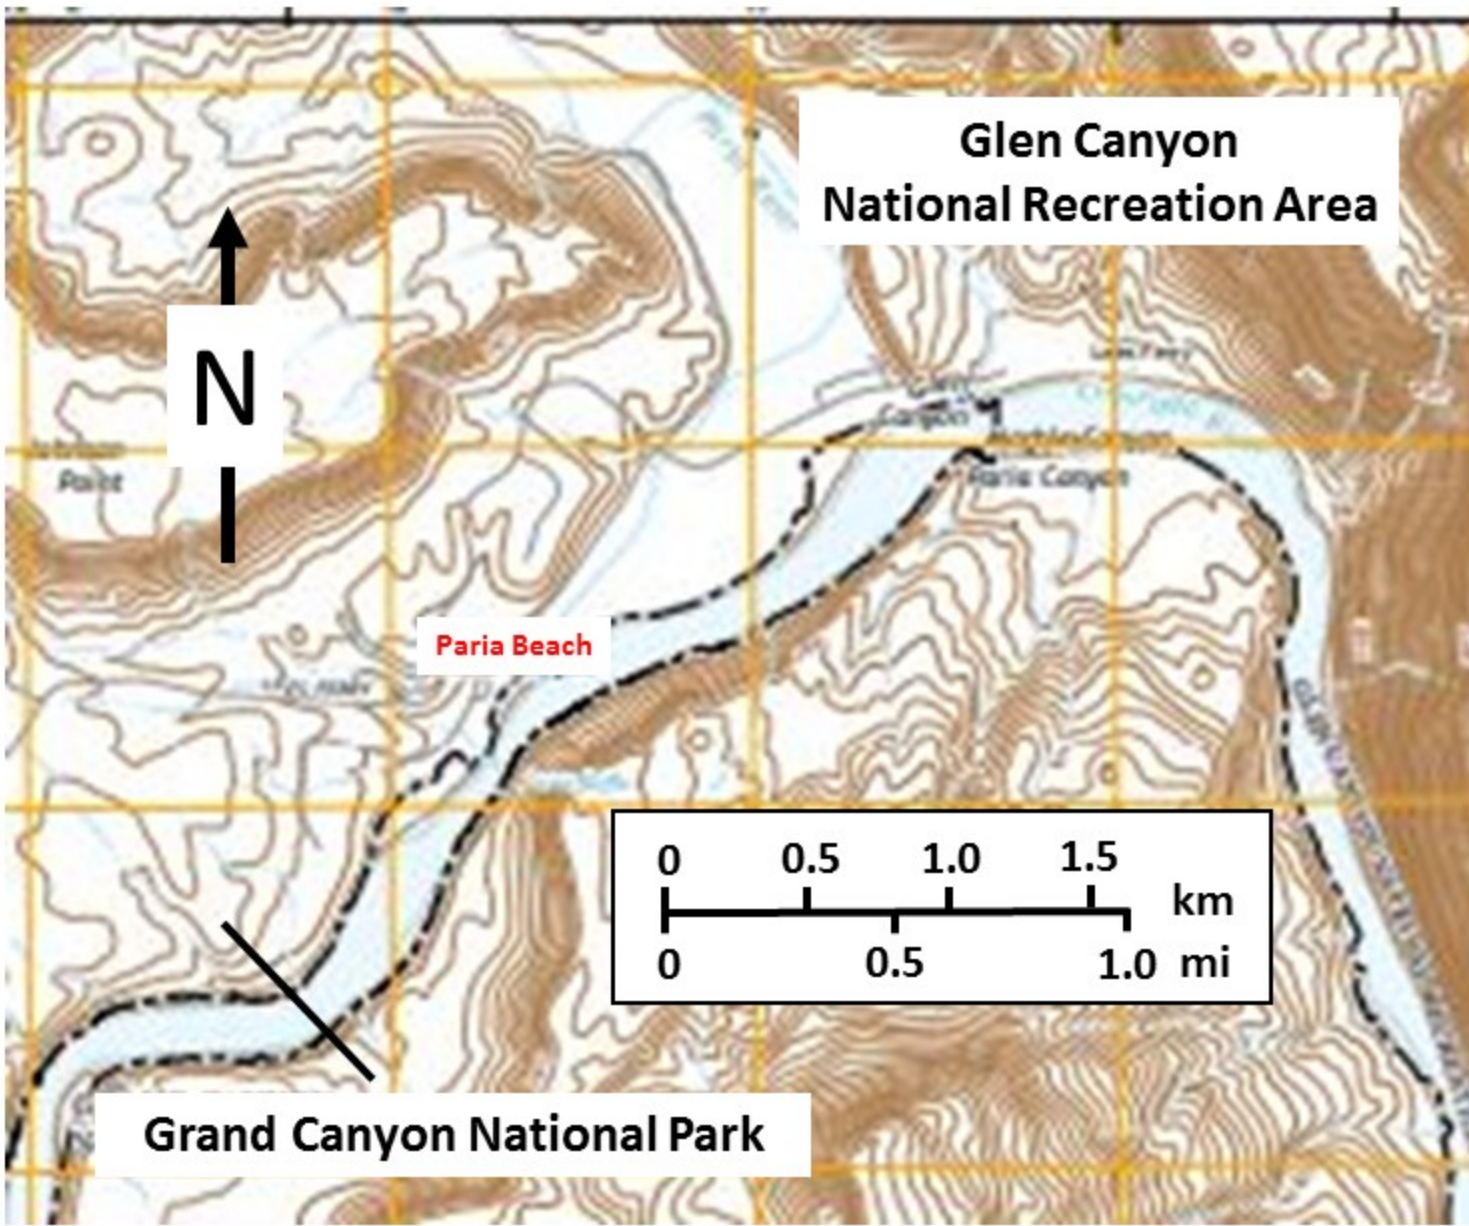 Glen Canyon
National Recreation Area
N
Point
Canyon
Paria Canyon
Paria Beach
0 0.5 1.0 1.5
km
0 0.5 1.0 mi
Grand Canyon National Park